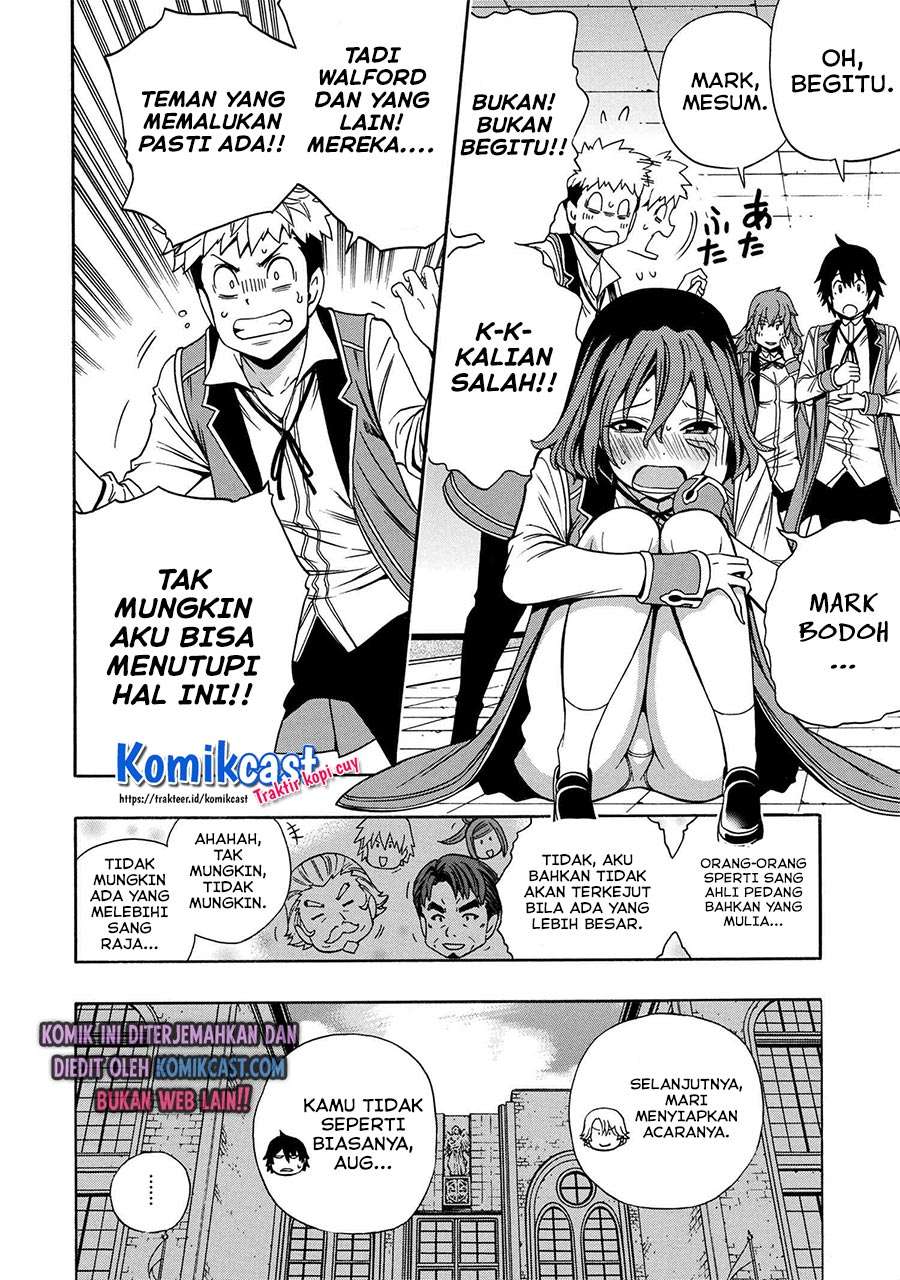 OH,
BEGITU.
MARK,
MESUM.
あた
ふた
BUKAN!
BUKAN
BEGITU!!
K-K-
KALIAN
SALAH!!
MARK
BODOH
...
TADI
WALFORD
DAN YANG
LAIN!
MEREKA....
TEMAN YANG
MEMALUKAN
PASTI ADA!!
TAK
MUNGKIN
AKU BISA
MENUTUPI
HAL INI!!
Komikcast
Traktir kopi cuy
https://trakteer.id/komikcast
ORANG-ORANG
SPERTI SANG
AHLI PEDANG
BAHKAN YANG
MULIA...
TIDAK, AKU
BAHKAN TIDAK
AKAN TERKEJUT
BILA ADA YANG
LEBIH BESAR.
AHAHAH,
TAK
MUNGKIN,
TIDAK
MUNGKIN.
TIDAK
MUNGKIN
ADA YANG
MELEBIHI
SANG
RAJA...
SELANJUTNYA,
MARI
MENYIAPKAN
ACARANYA.
KAMU TIDAK
SEPERTI
BIASANYA,
AUG...
......
KOMIK INI DITERJEMAHKAN DAN
DIEDIT OLEH KOMIKCAST.COM
BUKAN WEB LAIN!!